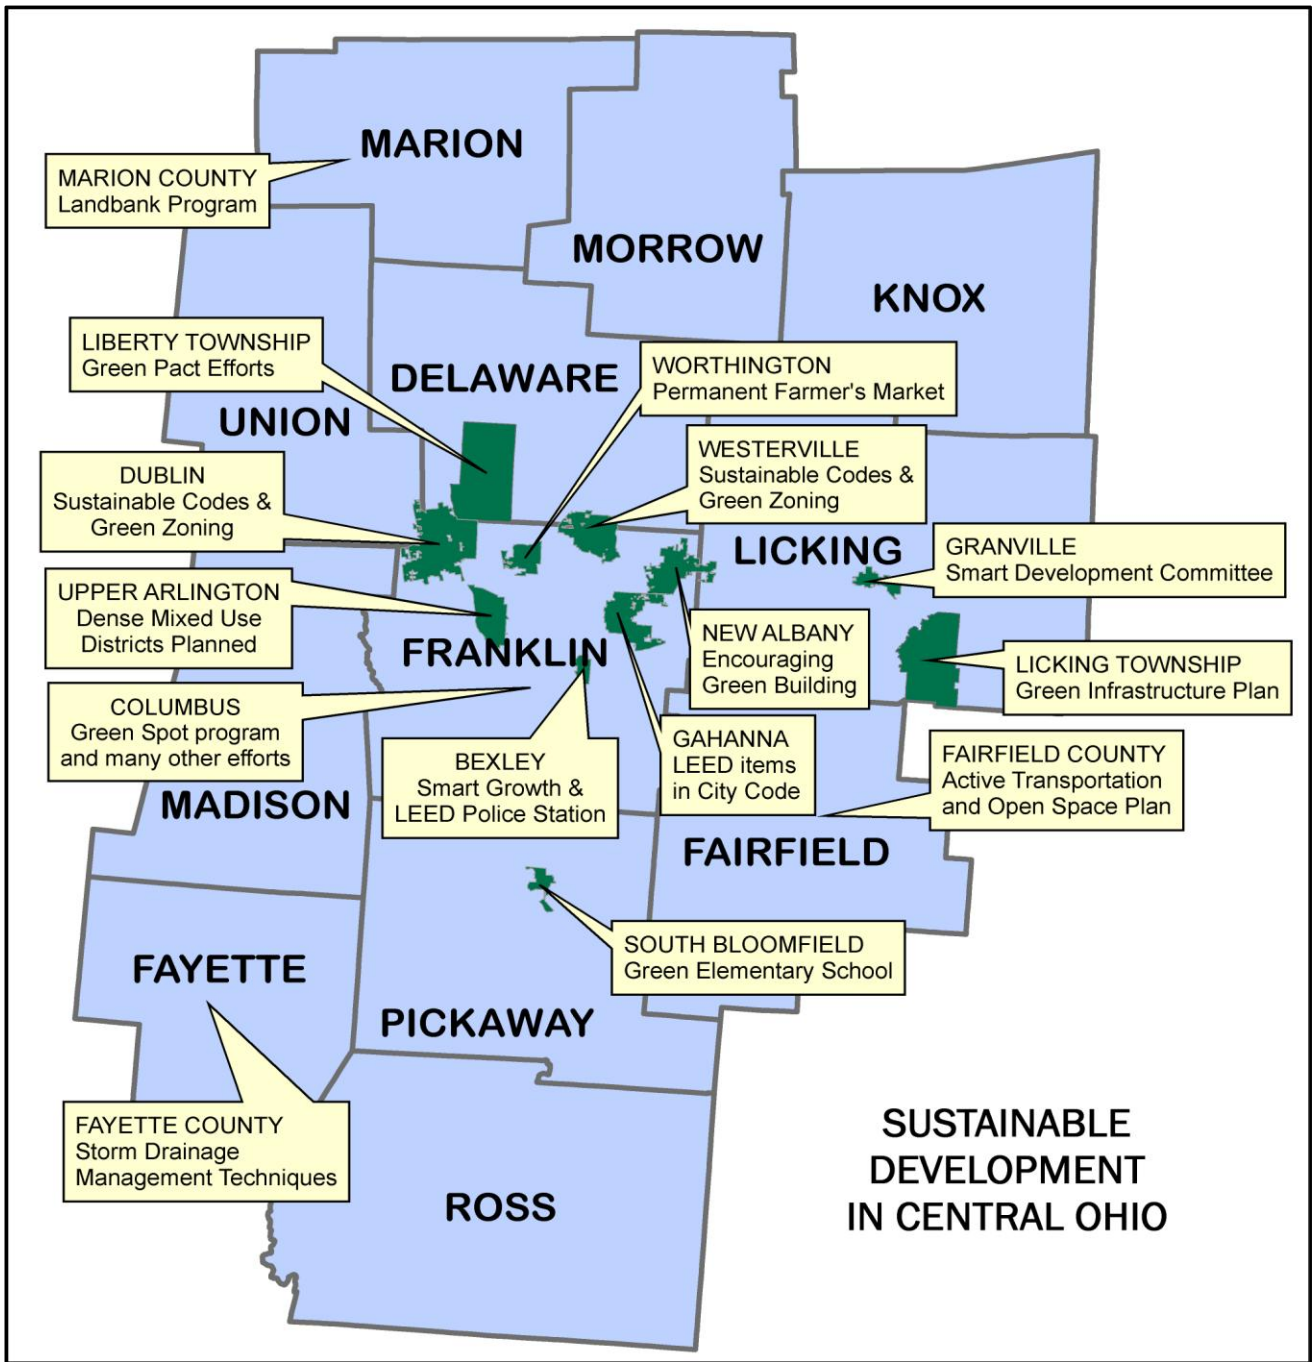 MARION
MARION COUNTY
Landbank Program
MORROW
KNOX
LIBERTY TOWNSHIP
Green Pact Efforts
DELAWARE
WORTHINGTON
Permanent Farmer's Market
UNION
WESTERVILLE
Sustainable Codes &
Green Zoning
DUBLIN
Sustainable Codes &
Green Zoning
LICKING
GRANVILLE
Smart Development Committee
UPPER ARLINGTON
Dense Mixed Use
Districts Planned
FRANKLIN
NEW ALBANY
Encouraging
Green Building
LICKING TOWNSHIP
Green Infrastructure Plan
COLUMBUS
Green Spot program
and many other efforts
BEXLEY
Smart Growth &
LEED Police Station
GAHANNA
LEED items
in City Code
FAIRFIELD COUNTY
Active Transportation
and Open Space Plan
MADISON
FAIRFIELD
SOUTH BLOOMFIELD
Green Elementary School
FAYETTE
PICKAWAY
FAYETTE COUNTY
Storm Drainage
Management Techniques
ROSS
SUSTAINABLE
DEVELOPMENT
IN CENTRAL OHIO